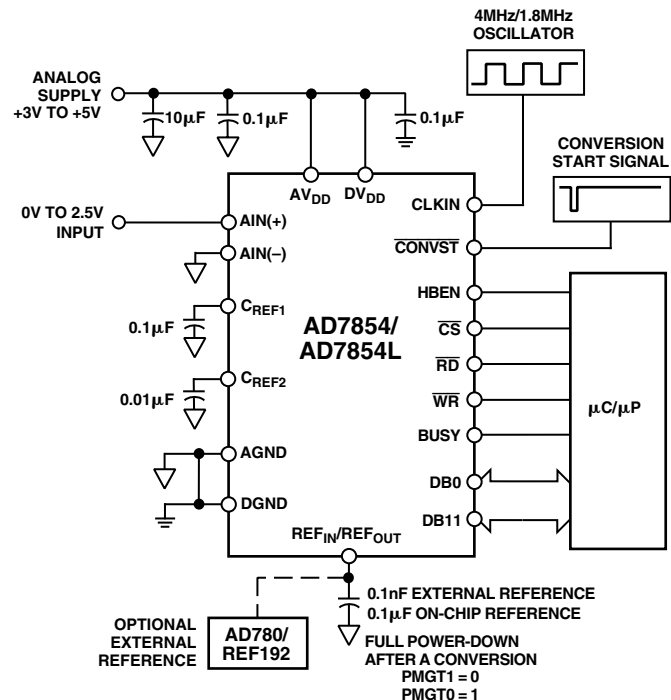 4MHz/1.8MHz
OSCILLATOR
ANALOG
SUPPLY
+3V TO +5V
10µF
0.1µF
0.1µF
CONVERSION
START SIGNAL
AVDD
DVDD
CLKIN
0V TO 2.5V
INPUT
AIN(+)
CONVST
AIN(–)
HBEN
CREF1
0.1µF
AD7854/
AD7854L
CS
RD
CREF2
0.01µF
WR
µC/µP
BUSY
AGND
DB0
DGND
DB11
REFIN/REFOUT
0.1nF EXTERNAL REFERENCE
0.1µF ON-CHIP REFERENCE
OPTIONAL
EXTERNAL
REFERENCE
AD780/
REF192
FULL POWER-DOWN
AFTER A CONVERSION
PMGT1 = 0
PMGT0 = 1